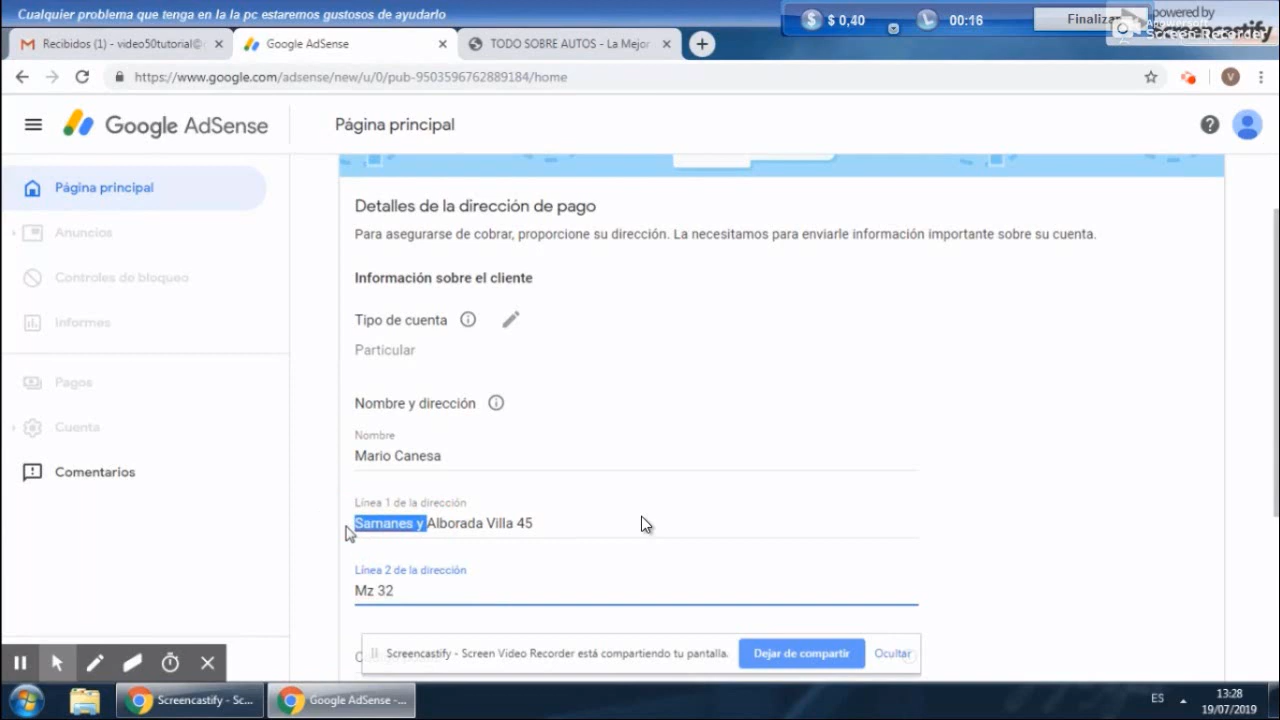 Cualquier problema que tenga en la la pc estaremos gustosos de ayudarlo
$ 0,40
00:16
powered by
Screen Recorder
Recibidos (1) - video50tutorial@
Google AdSense
TODO SOBRE AUTOS - La Mejor
https://www.google.com/adsense/new/u/0/pub-9503596762889184/home
V
Google AdSense
Página principal
Página principal
Anuncios
Controles de bloqueo
Informes
Pagos
Cuenta
Comentarios
Detalles de la dirección de pago
Para asegurarse de cobrar, proporcione su dirección. La necesitamos para enviarle información importante sobre su cuenta.
Información sobre el cliente
Tipo de cuenta
Particular
Nombre y dirección
Nombre
Mario Canesa
Línea 1 de la dirección
Samanes y Alborada Villa 45
Línea 2 de la dirección
Mz 32
Screencastify - Screen Video Recorder está compartiendo tu pantalla.
Dejar de compartir
Ocultar
Screencastify - Sc...
Google AdSense -...
ES
13:28
19/07/2019